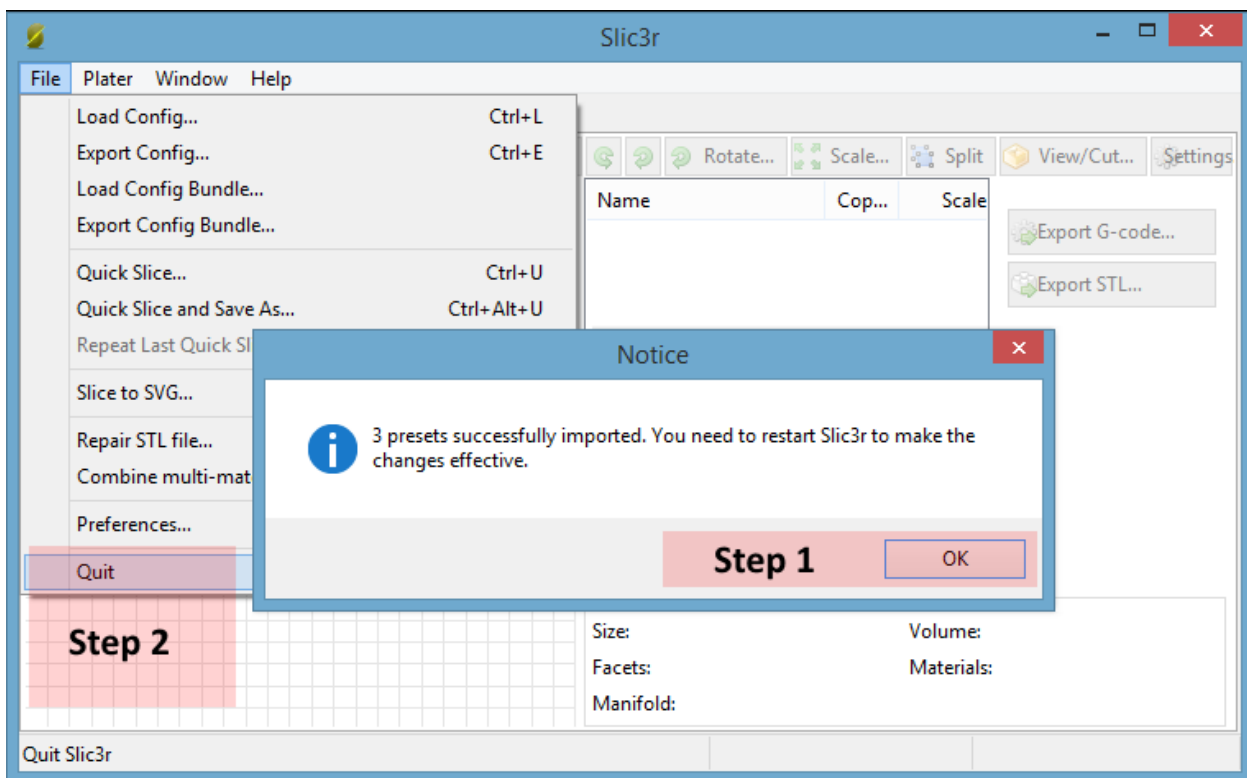 Slic3r
File Plater Window Help
Load Config... Ctrl+L
Export Config... Ctrl+E
Load Config Bundle...
Export Config Bundle...
Quick Slice... Ctrl+U
Quick Slice and Save As... Ctrl+Alt+U
Repeat Last Quick Sl
Slice to SVG...
Repair STL file...
Combine multi-mat
Preferences...
Quit
Step 2
Rotate... Scale... Split View/Cut... Settings
Name Cop... Scale
Export G-code...
Export STL...
Notice
3 presets successfully imported. You need to restart Slic3r to make the
changes effective.
Step 1 OK
Size: Volume:
Facets: Materials:
Manifold:
Quit Slic3r